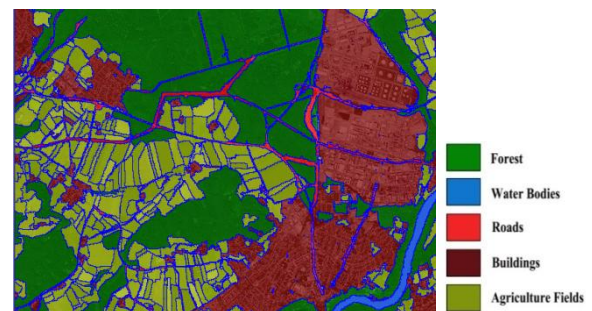 Forest
Water Bodies
Roads
Buildings
Agriculture Fields